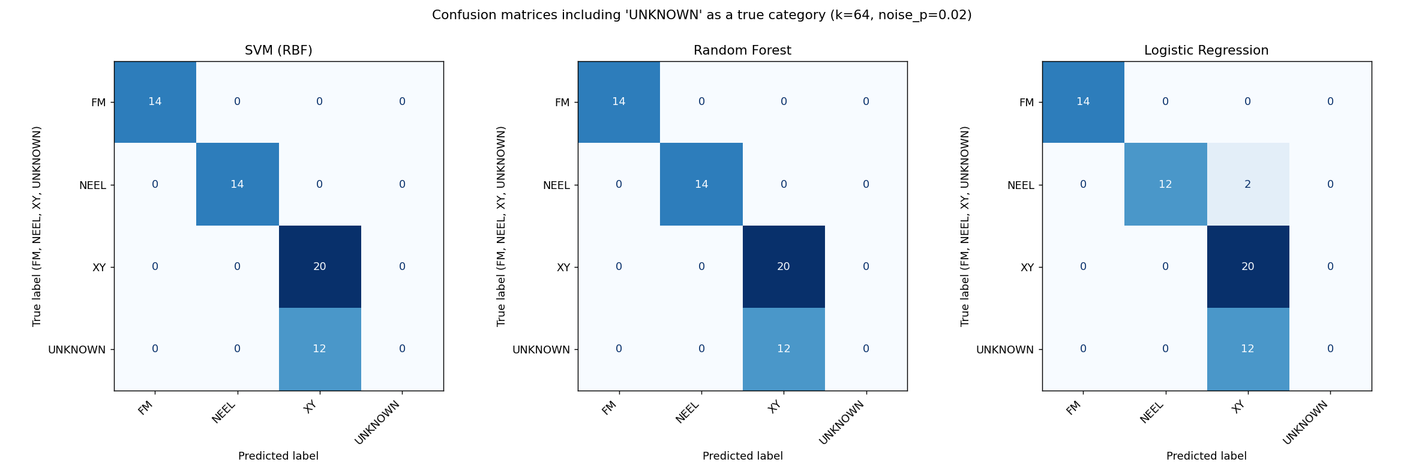 Confusion matrices including 'UNKNOWN' as a true category (k=64, noise_p=0.02)
SVM (RBF)
True label (FM, NEEL, XY, UNKNOWN)
FM 14 0 0 0
NEEL 0 14 0 0
XY 0 0 20 0
UNKNOWN 0 0 12 0
FM NEEL XY UNKNOWN
Predicted label
Random Forest
True label (FM, NEEL, XY, UNKNOWN)
FM 14 0 0 0
NEEL 0 14 0 0
XY 0 0 20 0
UNKNOWN 0 0 12 0
FM NEEL XY UNKNOWN
Predicted label
Logistic Regression
True label (FM, NEEL, XY, UNKNOWN)
FM 14 0 0 0
NEEL 0 12 2 0
XY 0 0 20 0
UNKNOWN 0 0 12 0
FM NEEL XY UNKNOWN
Predicted label